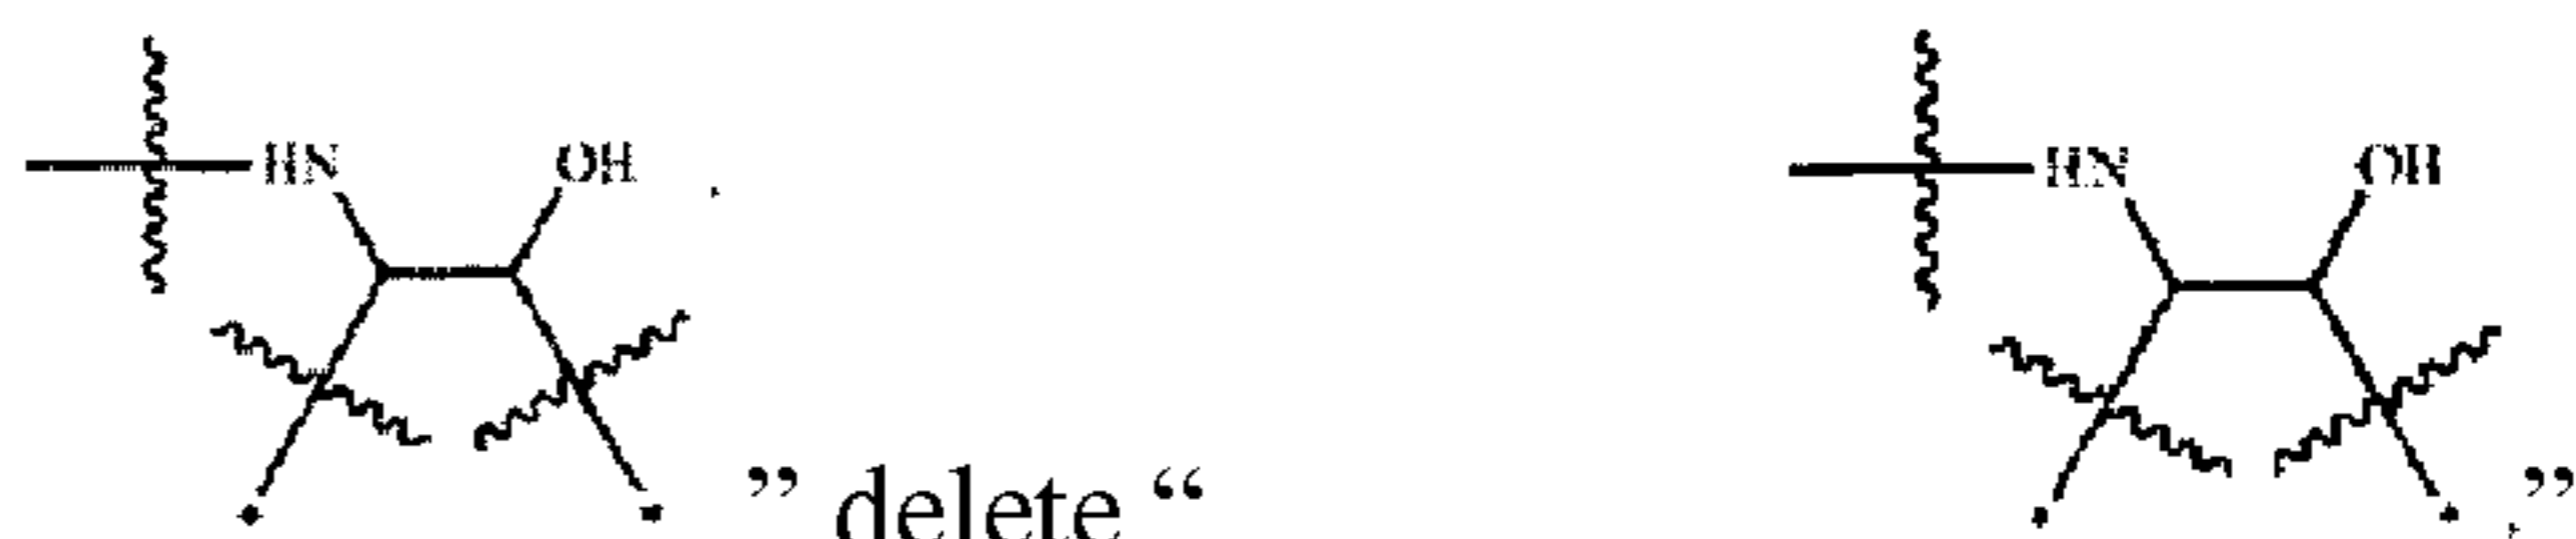 HN OH HN OH
” delete “ ,”